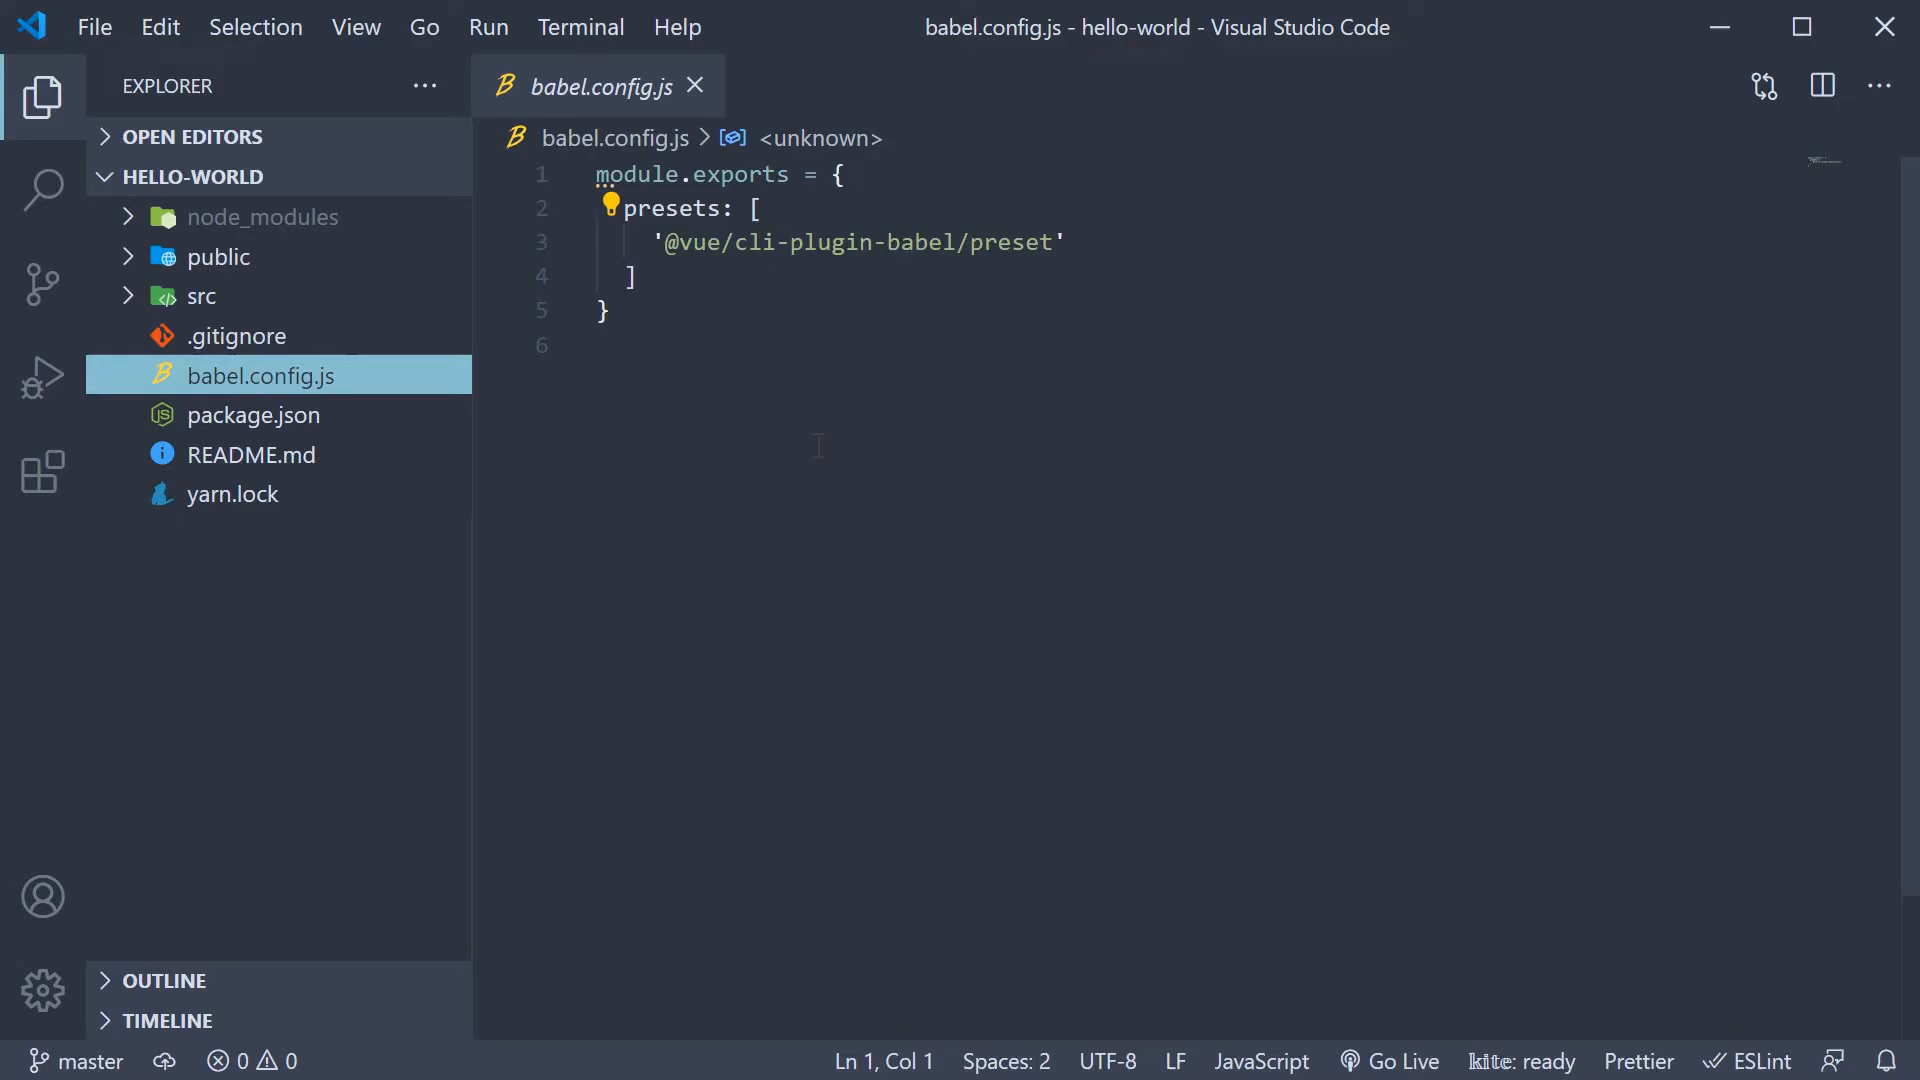 File Edit Selection View Go Run Terminal Help
babel.config.js - hello-world - Visual Studio Code
EXPLORER
OPEN EDITORS
HELLO-WORLD
node_modules
public
src
.gitignore
babel.config.js
package.json
README.md
yarn.lock
OUTLINE
TIMELINE
babel.config.js
babel.config.js > <unknown>
1 module.exports = {
2 presets: [
3 '@vue/cli-plugin-babel/preset'
4 ]
5 }
6
master 0 0 Ln 1, Col 1 Spaces: 2 UTF-8 LF JavaScript Go Live kite: ready Prettier ESLint